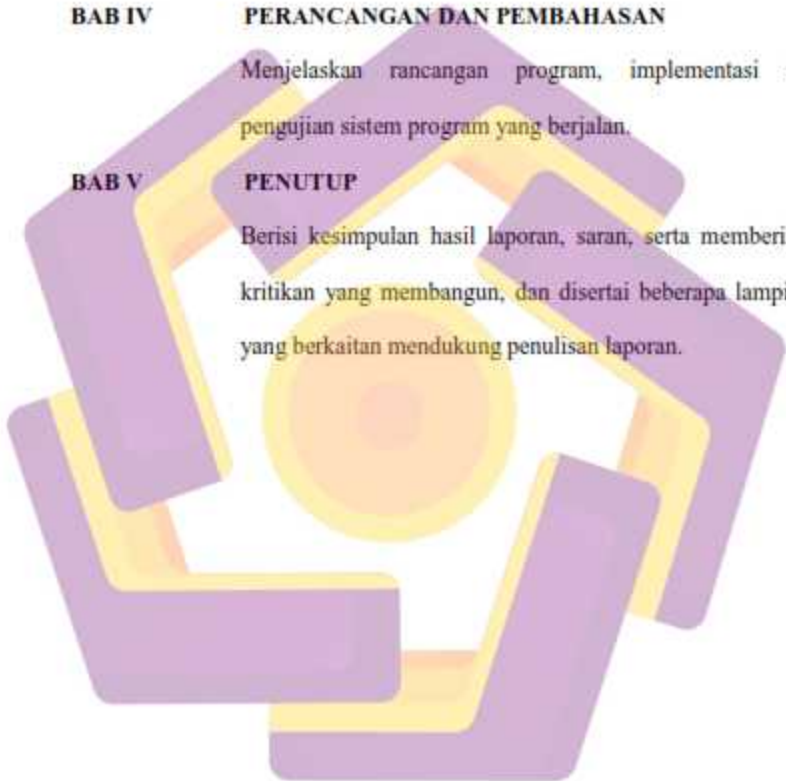 BAB IV PERANCANGAN DAN PEMBAHASAN
Menjelaskan rancangan program, implementasi
pengujian sistem program yang berjalan.
BAB V PENUTUP
Berisi kesimpulan hasil laporan, saran, serta memberi
kritikan yang membangun, dan disertai beberapa lampi
yang berkaitan mendukung penulisan laporan.